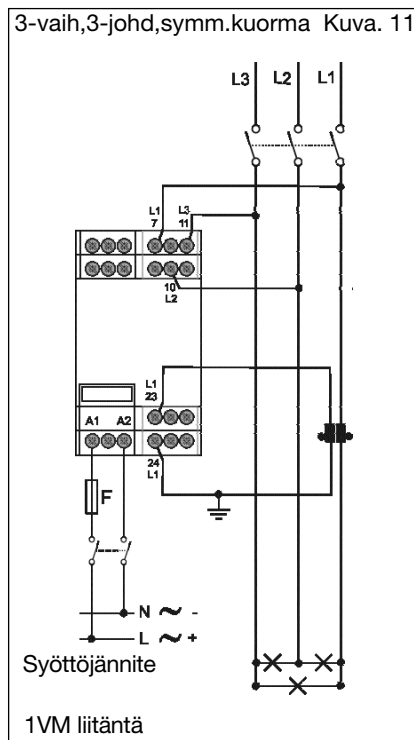 3-vaih,3-johd,symm.kuorma Kuva. 11
L3 L2 L1
L1 L3
7 11
10
L2
L1
23
A1 A2
24
L1
F
N ~ -
L ~ +
Syöttöjännite
1VM liitäntä